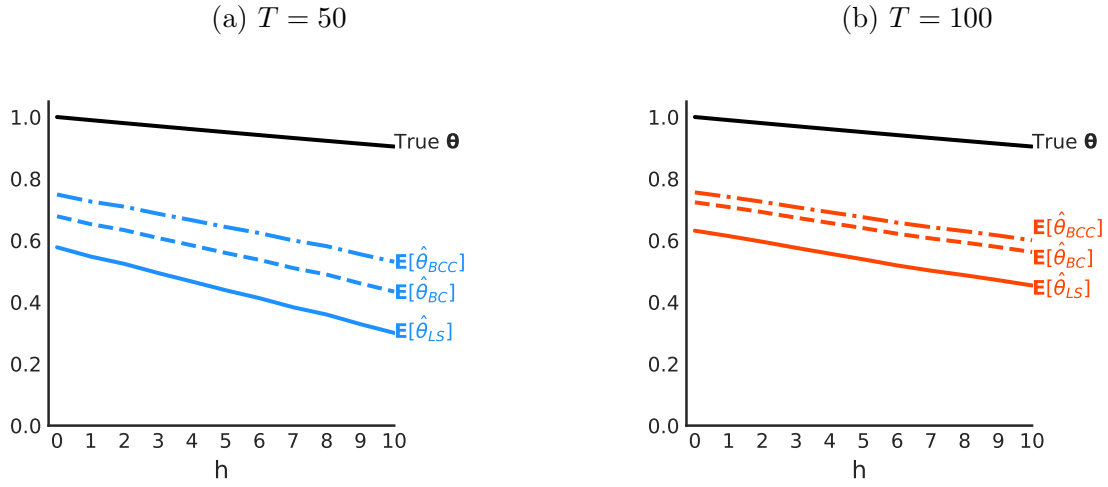 (a) T = 50
1.0
0.8
0.6
0.4
0.2
0.0
0 1 2 3 4 5 6 7 8 9 10
h
True θ
E[θ̂_BCC]
E[θ̂_BC]
E[θ̂_LS]
(b) T = 100
1.0
0.8
0.6
0.4
0.2
0.0
0 1 2 3 4 5 6 7 8 9 10
h
True θ
E[θ̂_BCC]
E[θ̂_BC]
E[θ̂_LS]